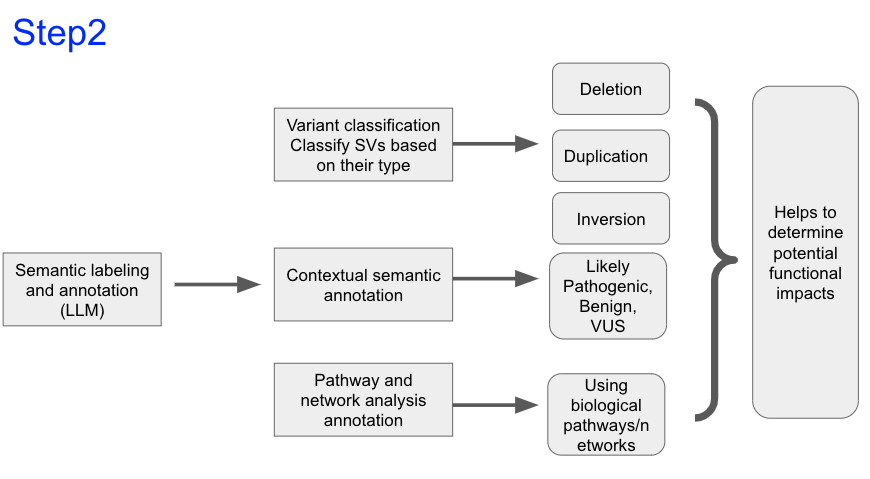 Step2
Semantic labeling
and annotation
(LLM)
Variant classification
Classify SVs based
on their type
Deletion
Duplication
Inversion
Contextual semantic
annotation
Likely
Pathogenic,
Benign,
VUS
Pathway and
network analysis
annotation
Using
biological
pathways/n
etworks
Helps to
determine
potential
functional
impacts